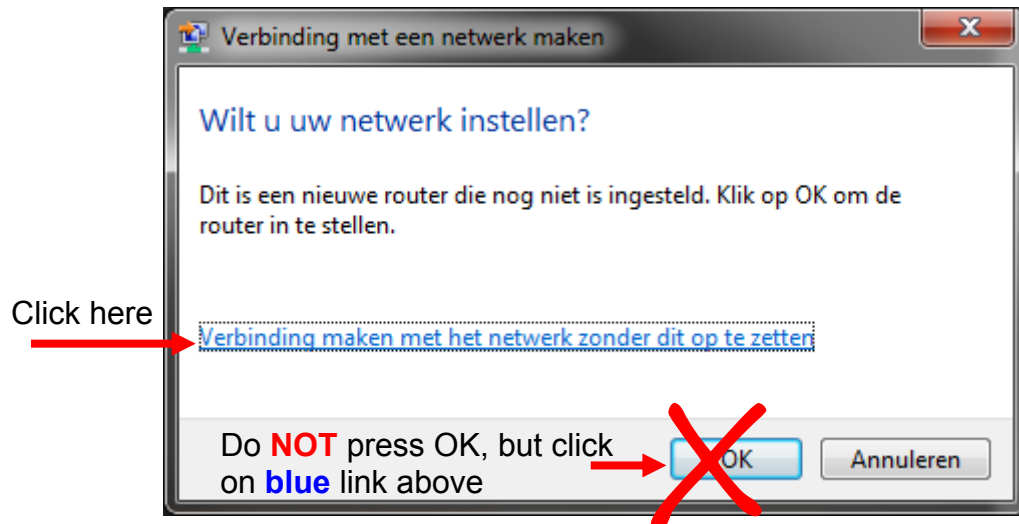 Verbinding met een netwerk maken
Wilt u uw netwerk instellen?
Dit is een nieuwe router die nog niet is ingesteld. Klik op OK om de
router in te stellen.
Click here
Verbinding maken met het netwerk zonder dit op te zetten
Do NOT press OK, but click
on blue link above
OK
Annuleren